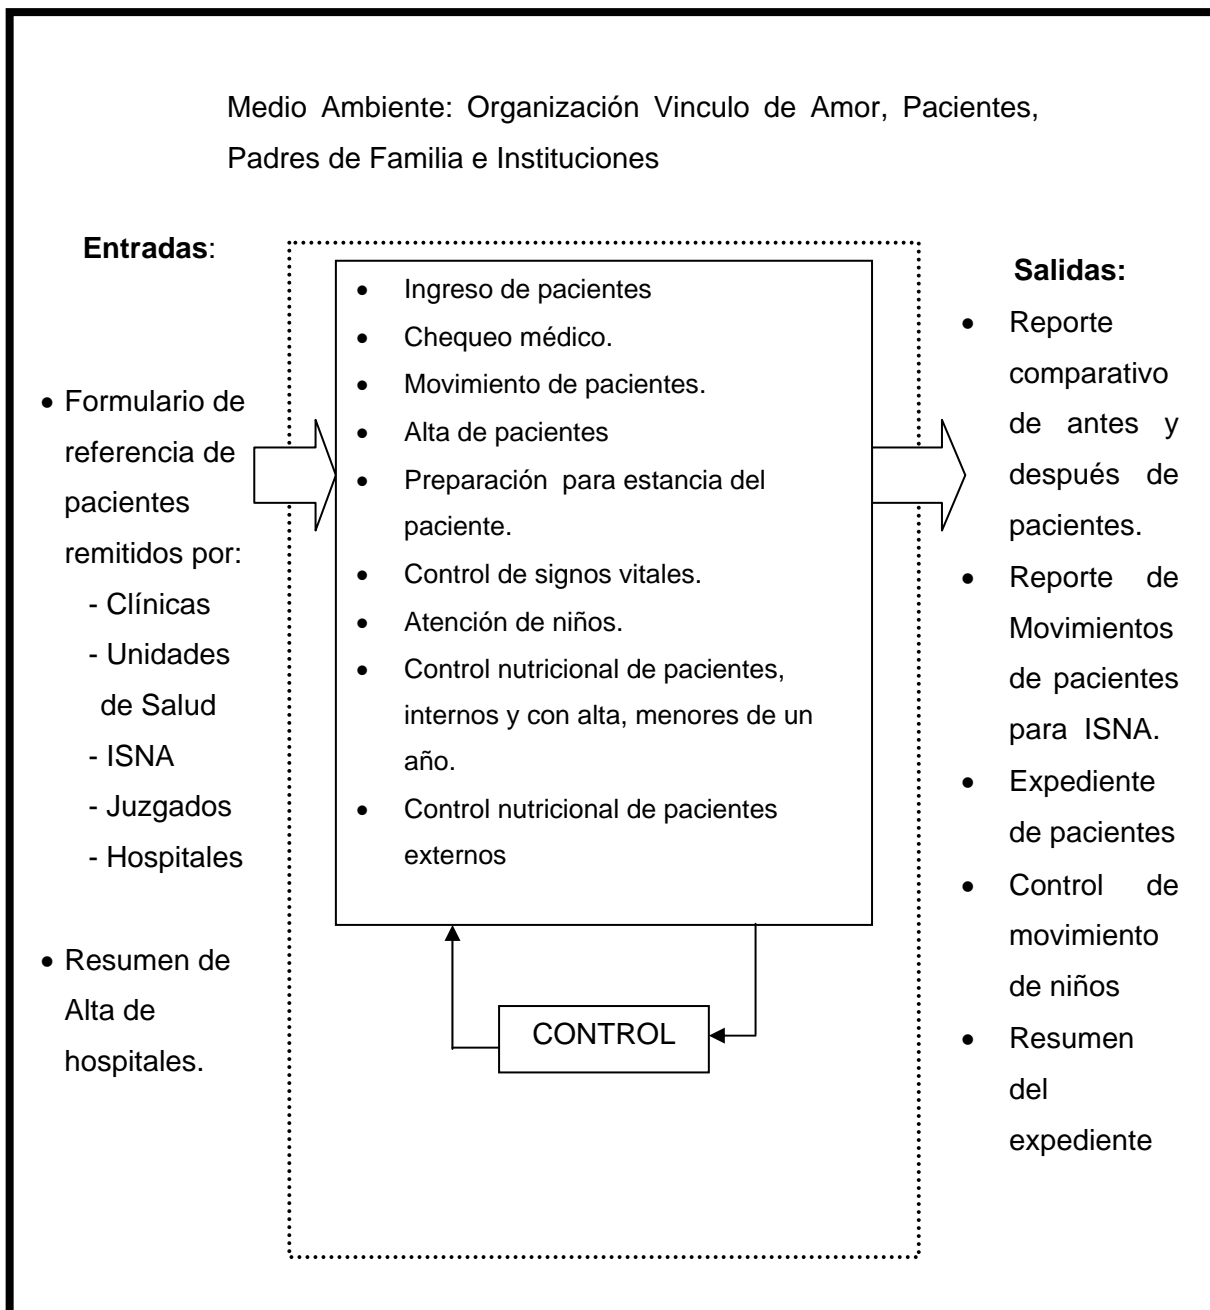 Medio Ambiente: Organización Vinculo de Amor, Pacientes,
Padres de Familia e Instituciones
Entradas:
• Formulario de
referencia de
pacientes
remitidos por:
- Clínicas
- Unidades
de Salud
- ISNA
- Juzgados
- Hospitales
• Resumen de
Alta de
hospitales.
• Ingreso de pacientes
• Chequeo médico.
• Movimiento de pacientes.
• Alta de pacientes
• Preparación para estancia del
paciente.
• Control de signos vitales.
• Atención de niños.
• Control nutricional de pacientes,
internos y con alta, menores de un
año.
• Control nutricional de pacientes
externos
CONTROL
Salidas:
• Reporte
comparativo
de antes y
después de
pacientes.
• Reporte de
Movimientos
de pacientes
para ISNA.
• Expediente
de pacientes
• Control de
movimiento
de niños
• Resumen
del
expediente